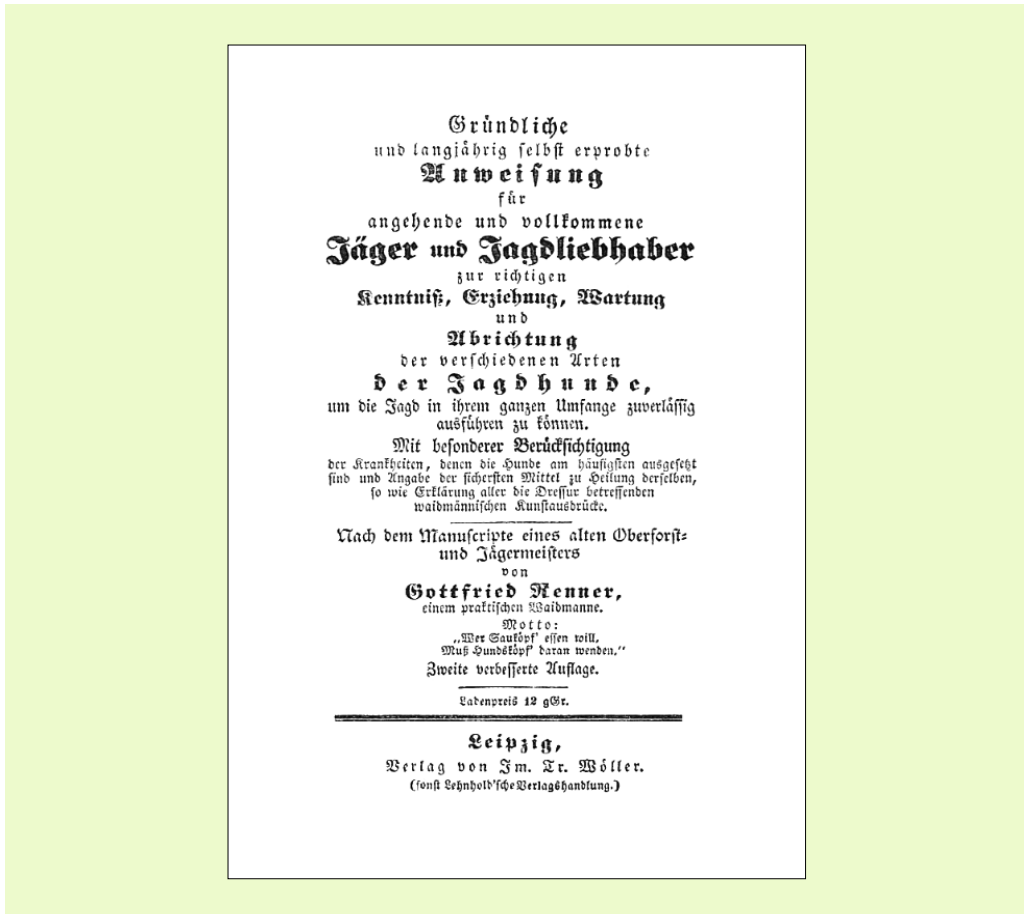 Gründliche
und langjährig selbst erprobte
Anweisung
für
angehende und vollkommene
Jäger und Jagdliebhaber
zur richtigen
Kenntniß, Erziehung, Wartung
und
Abrichtung
der verschiedenen Arten
der Jagdhunde,
um die Jagd in ihrem ganzen Umfange zuverlässig
ausführen zu können.
Mit besonderer Berücksichtigung
der Krankheiten, denen die Hunde am häufigsten ausgesetzt
sind und Angabe der sichersten Mittel zu Heilung derselben,
so wie Erklärung aller die Dressur betreffenden
waidmännischen Kunstausdrücke.
Nach dem Manuscripte eines alten Oberforst-
und Jägermeisters
von
Gottfried Renner,
einem praktischen Waidmanne.
Motto:
„Wer Sauköpf' essen will,
Muß Hundsköpf' daran wenden."
Zweite verbesserte Auflage.
Ladenpreis 12 gGr.
Leipzig,
Verlag von Im. Tr. Wöller.
(sonst Lehnhold'sche Verlagshandlung.)